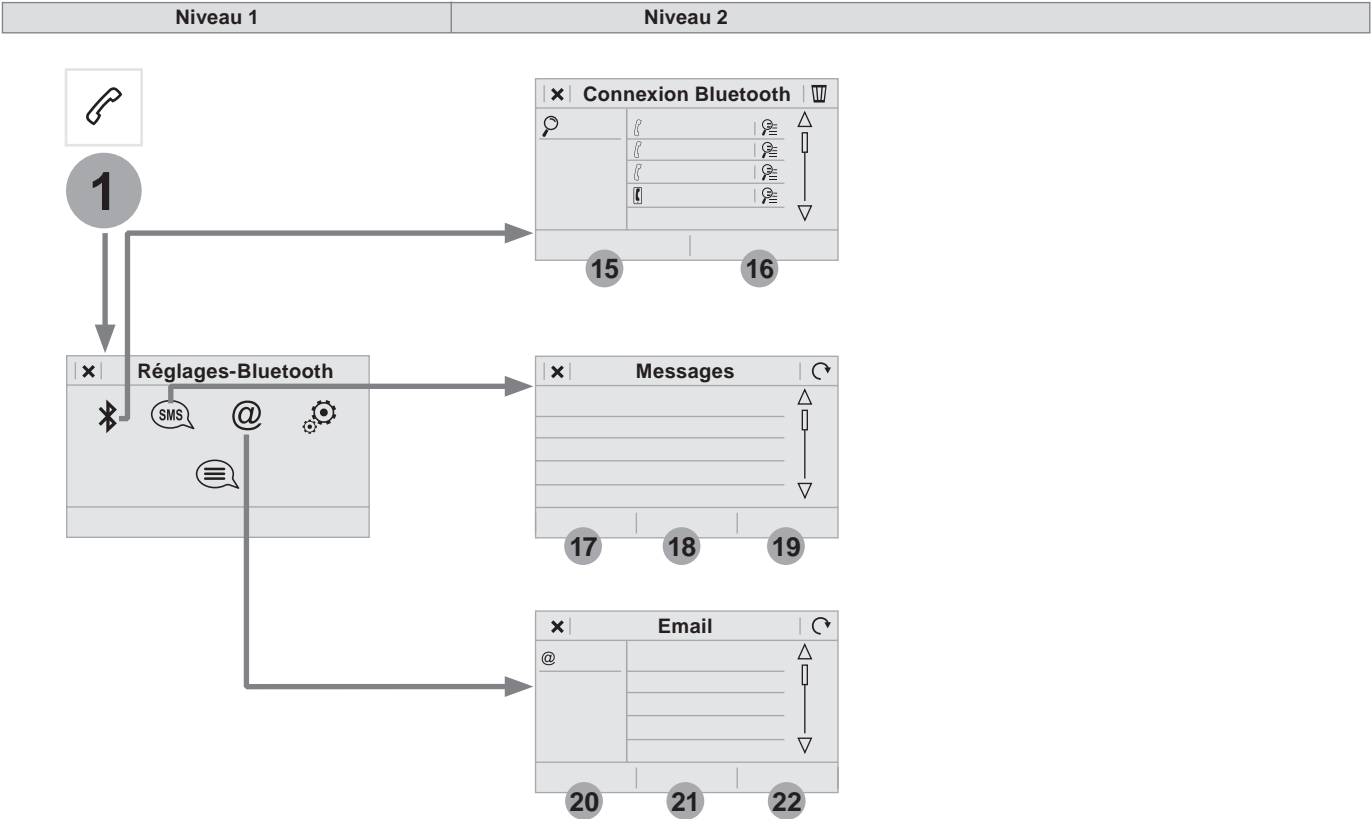 Niveau 1 Niveau 2
1
Connexion Bluetooth
15 16
Réglages-Bluetooth
SMS @
Messages
17 18 19
Email
@
20 21 22